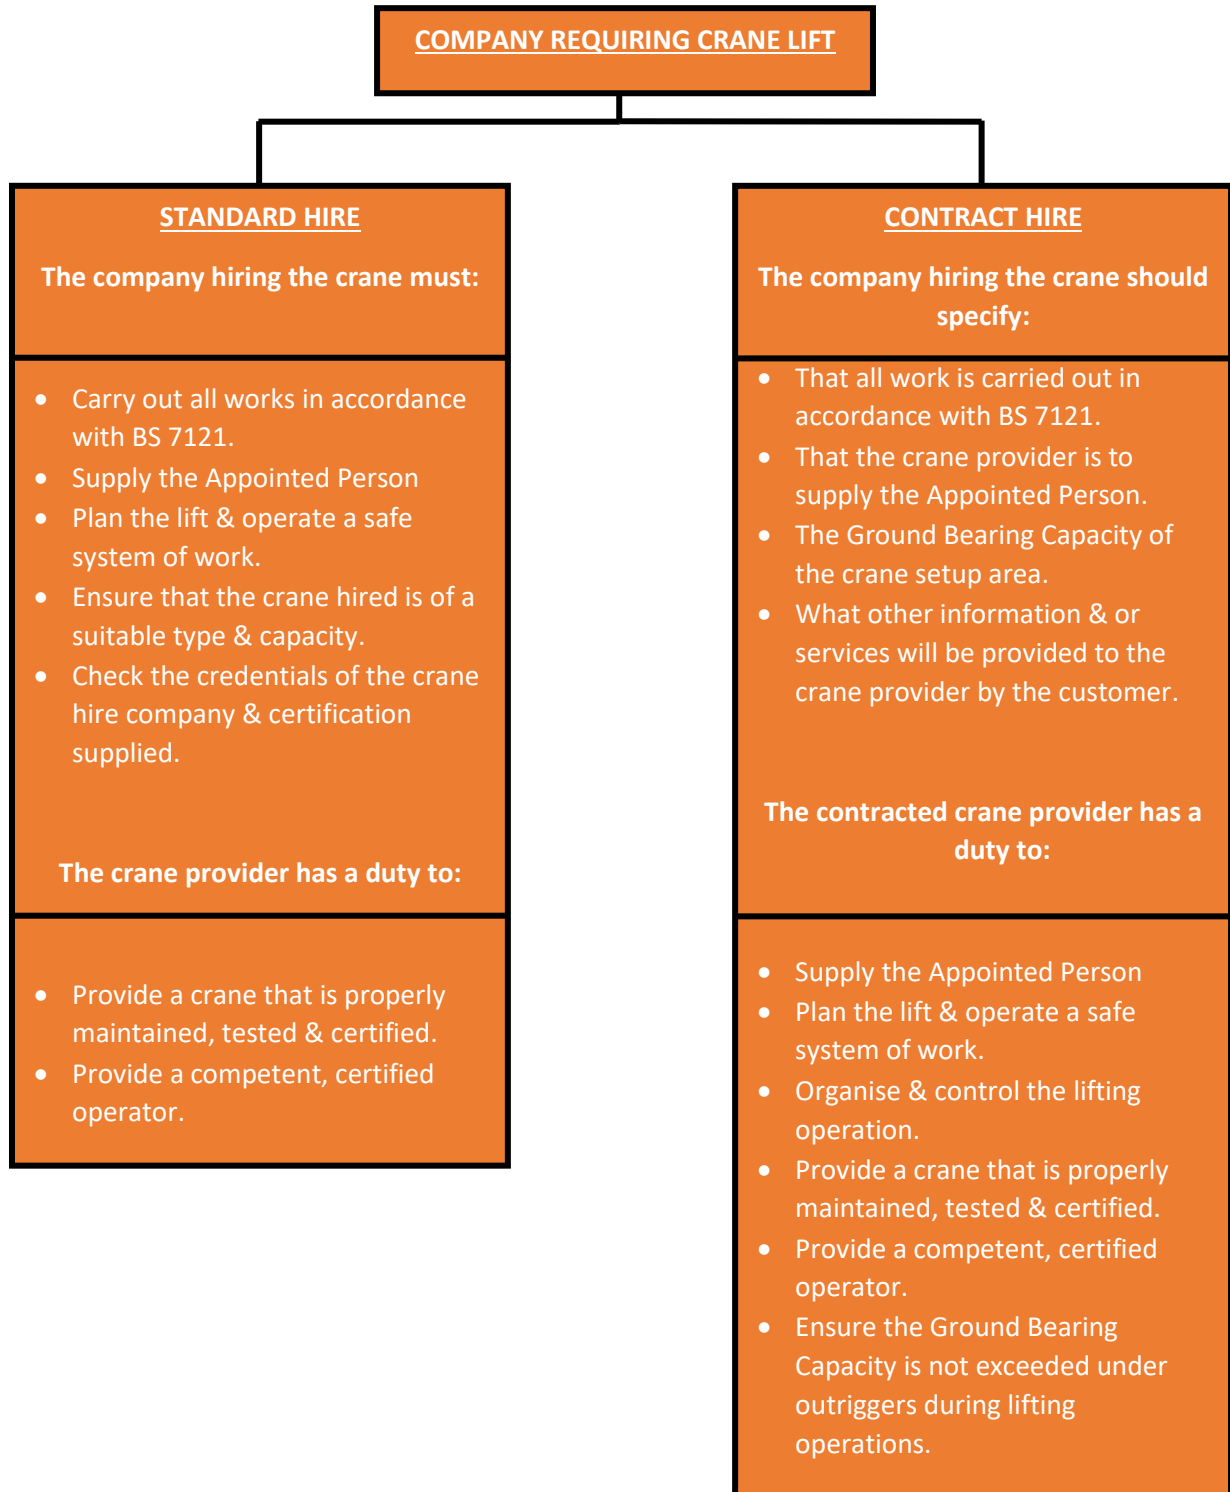 COMPANY REQUIRING CRANE LIFT
STANDARD HIRE
The company hiring the crane must:
• Carry out all works in accordance
with BS 7121.
• Supply the Appointed Person
• Plan the lift & operate a safe
system of work.
• Ensure that the crane hired is of a
suitable type & capacity.
• Check the credentials of the crane
hire company & certification
supplied.
The crane provider has a duty to:
• Provide a crane that is properly
maintained, tested & certified.
• Provide a competent, certified
operator.
CONTRACT HIRE
The company hiring the crane should
specify:
• That all work is carried out in
accordance with BS 7121.
• That the crane provider is to
supply the Appointed Person.
• The Ground Bearing Capacity of
the crane setup area.
• What other information & or
services will be provided to the
crane provider by the customer.
The contracted crane provider has a
duty to:
• Supply the Appointed Person
• Plan the lift & operate a safe
system of work.
• Organise & control the lifting
operation.
• Provide a crane that is properly
maintained, tested & certified.
• Provide a competent, certified
operator.
• Ensure the Ground Bearing
Capacity is not exceeded under
outriggers during lifting
operations.